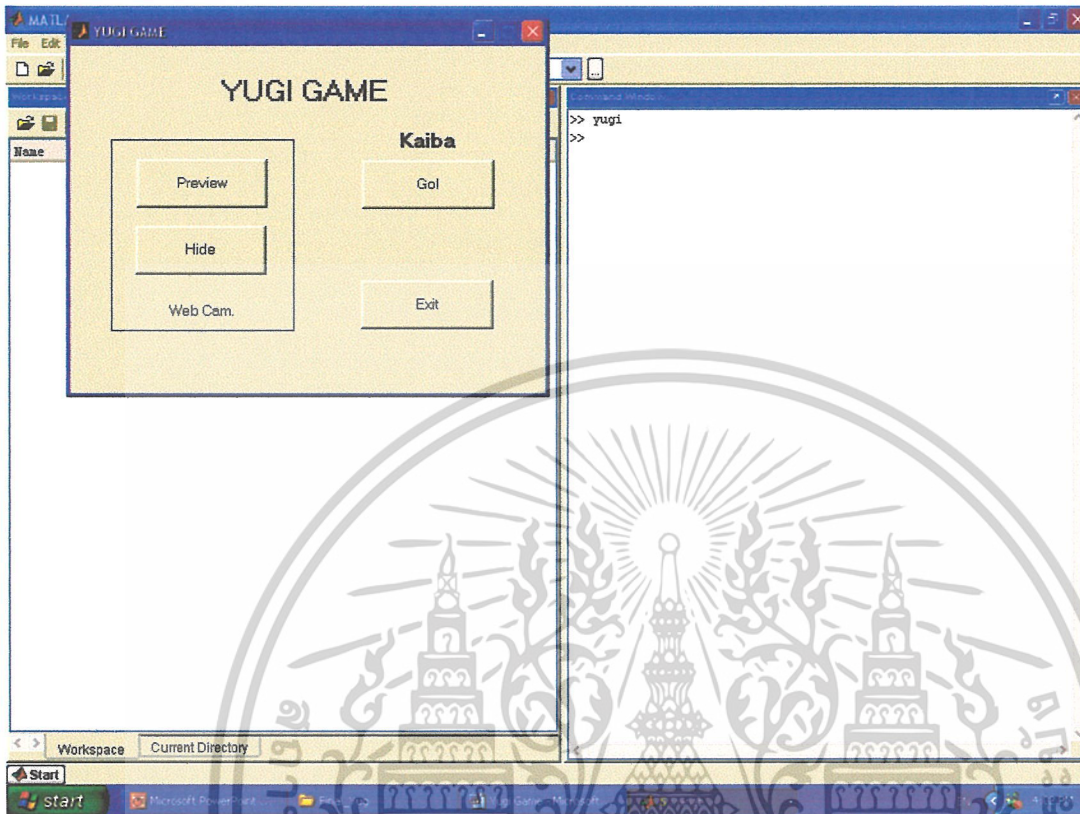 YUGI GAME
File Edit
YUGI GAME
Kaiba
Preview
Go!
Hide
Exit
Web Cam.
Name
>> yugi
>>
Workspace
Current Directory
Start
start
Microsoft PowerPoint ...